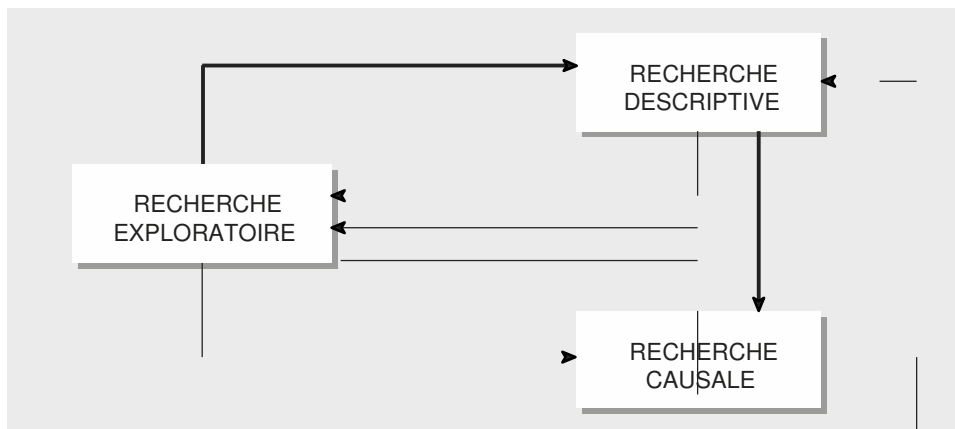 RECHERCHE
DESCRIPTIVE
RECHERCHE
EXPLORATOIRE
RECHERCHE
CAUSALE